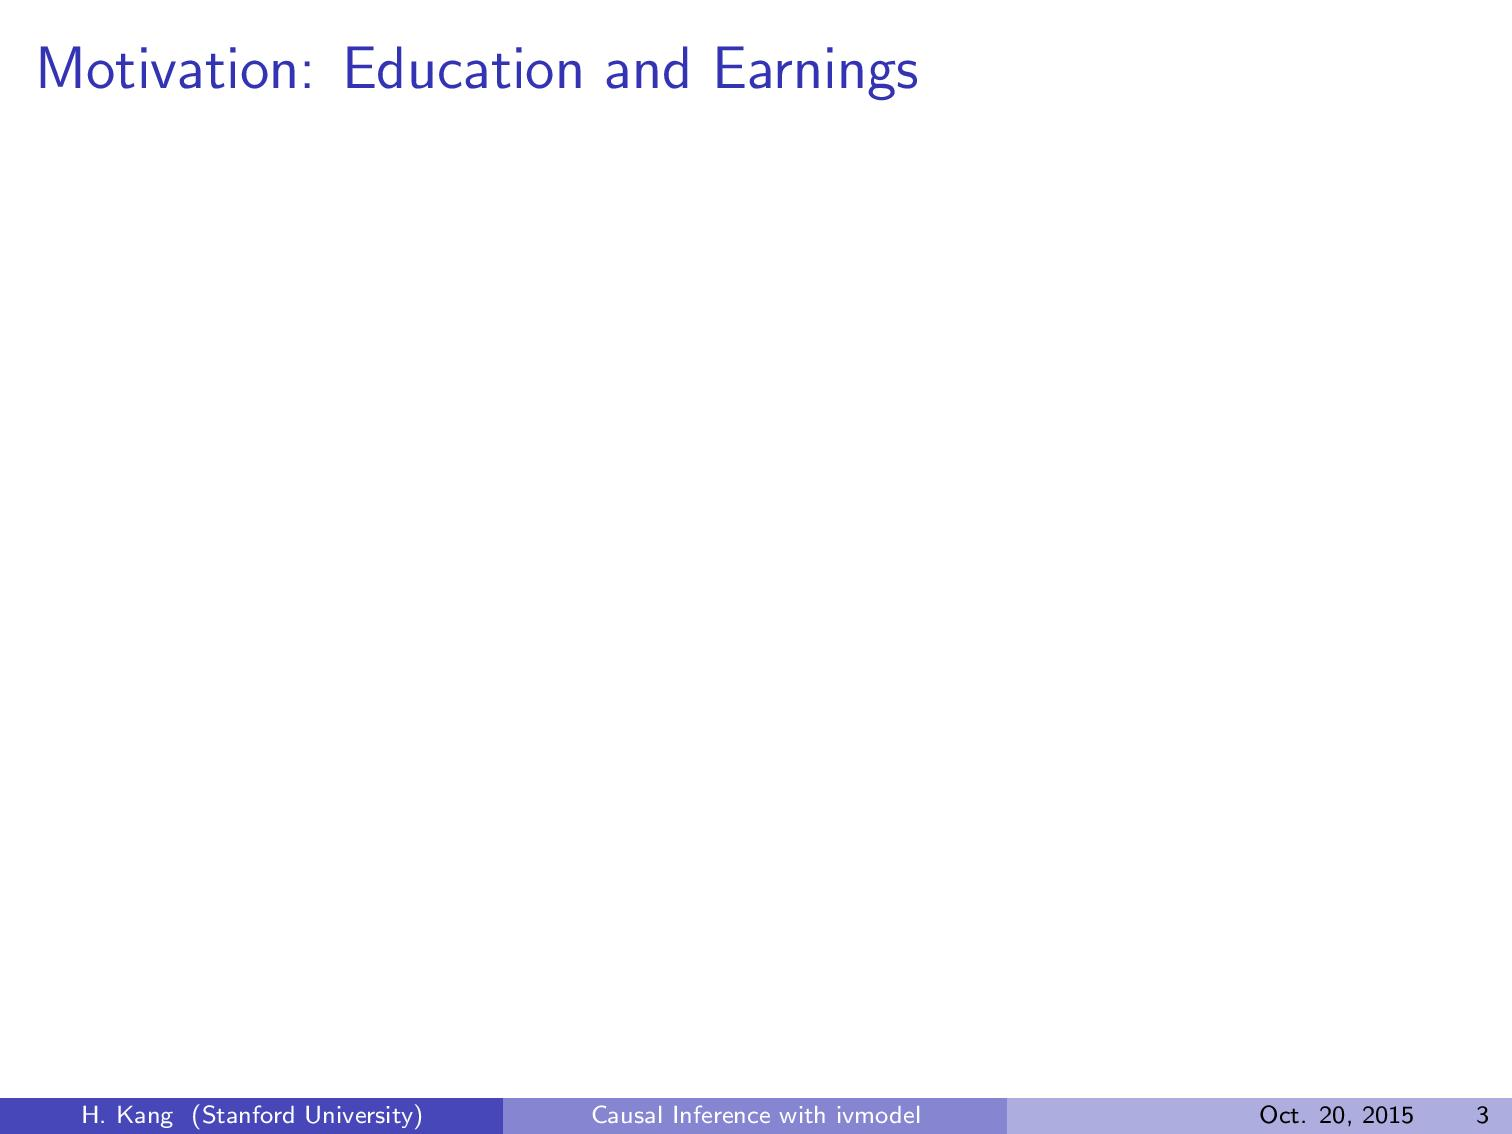 Motivation: Education and Earnings
H. Kang (Stanford University) Causal Inference with ivmodel Oct. 20, 2015 3